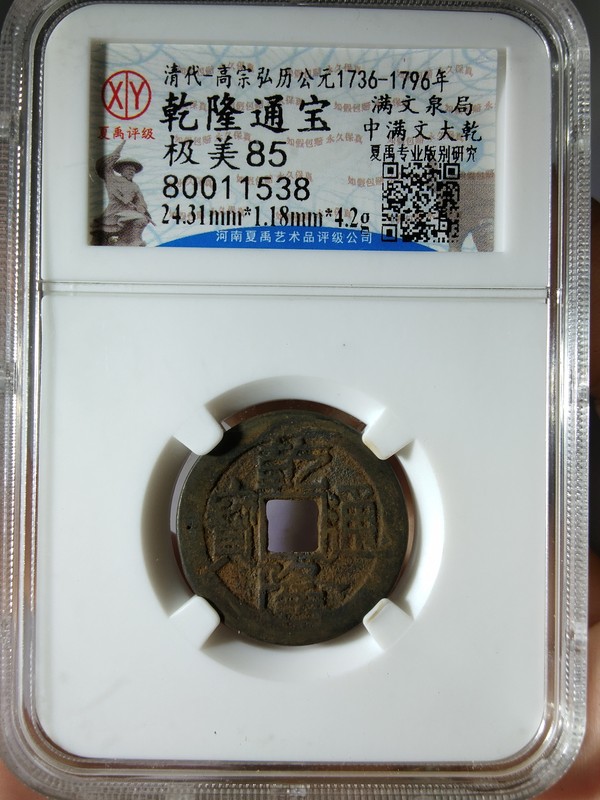 清代-高宗弘历公元1736-1796年
XY
夏禹评级
乾隆通宝
满文泉局
中满文大乾
极美85
夏禹专业版别研究
80011538
24.31mm*1.18mm*4.2g
河南夏禹艺术品评级公司
乾隆通寶